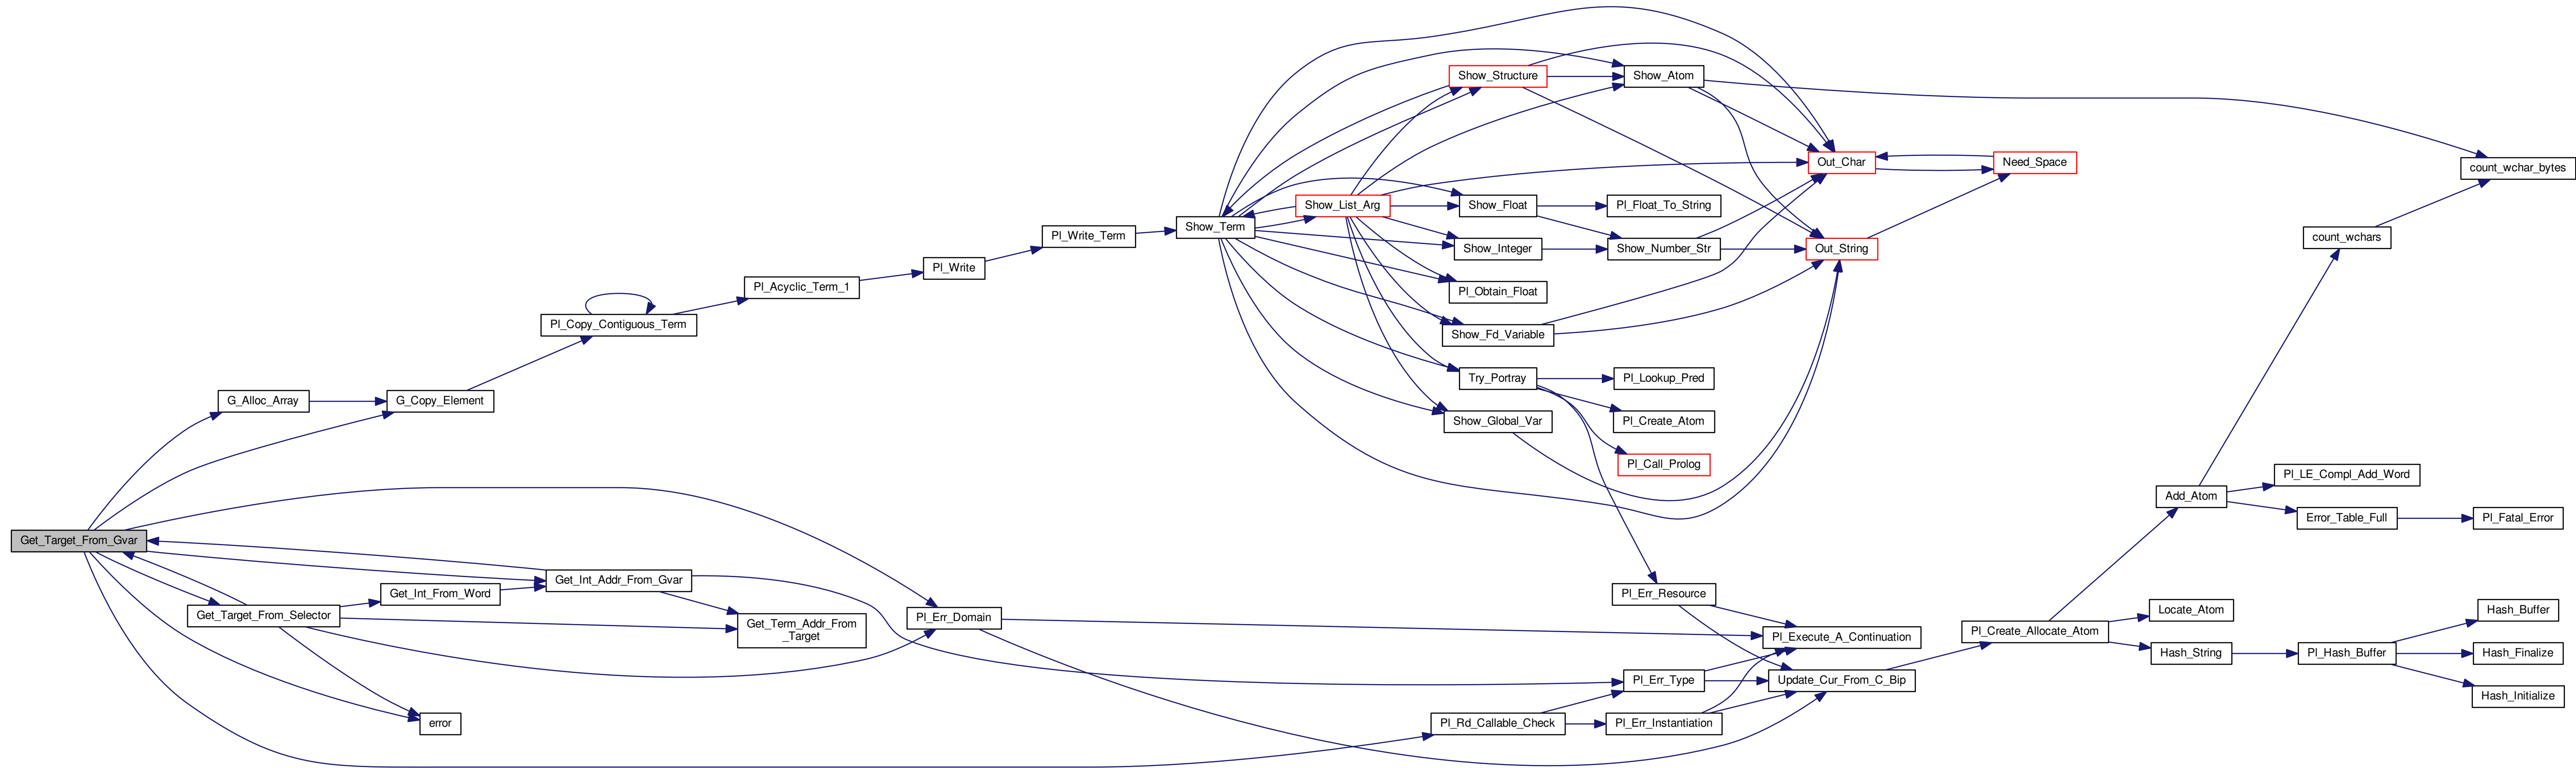 Get_Target_From_Gvar
G_Alloc_Array
Get_Target_From_Selector
G_Copy_Element
Get_Int_From_Word
error
Pl_Copy_Contiguous_Term
Get_Int_Addr_From_Gvar
Pl_Acyclic_Term_1
Get_Term_Addr_From
_Target
Pl_Write
Pl_Err_Domain
Pl_Write_Term
Show_Term
Show_List_Arg
Show_Structure
Show_Float
Show_Integer
Pl_Obtain_Float
Show_Fd_Variable
Try_Portray
Show_Global_Var
Pl_Rd_Callable_Check
Show_Atom
Pl_Float_To_String
Show_Number_Str
Pl_Lookup_Pred
Pl_Create_Atom
Pl_Call_Prolog
Pl_Err_Resource
Pl_Err_Type
Pl_Err_Instantiation
Out_Char
Out_String
Pl_Execute_A_Continuation
Update_Cur_From_C_Bip
Need_Space
Pl_Create_Allocate_Atom
Add_Atom
Locate_Atom
Hash_String
count_wchars
Pl_LE_Compl_Add_Word
Error_Table_Full
Pl_Hash_Buffer
count_wchar_bytes
Pl_Fatal_Error
Hash_Buffer
Hash_Finalize
Hash_Initialize